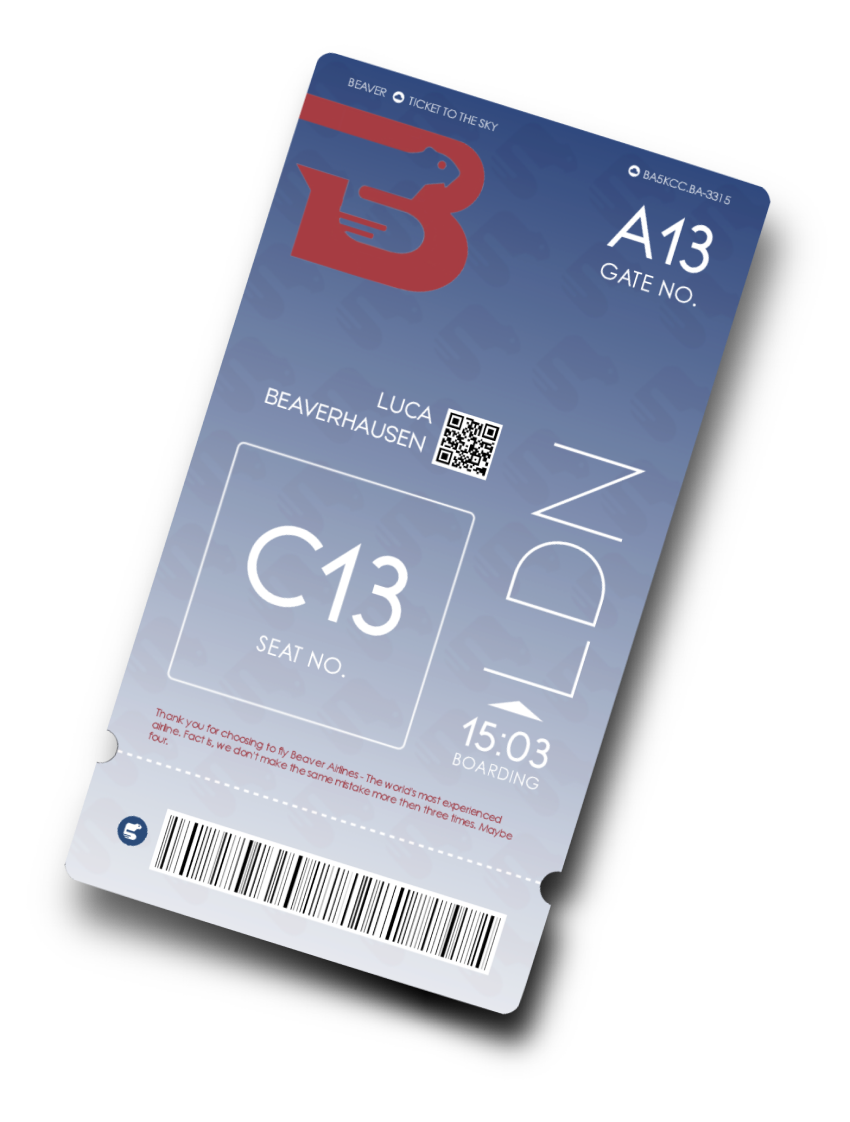 BEAVER TICKET TO THE SKY
BA5KCC.BA-3315
A13
GATE NO.
LUCA
BEAVERHAUSEN
LDN
C13
SEAT NO.
15:03
BOARDING
Thank you for choosing to fly Beaver Airlines - The world's most experienced
airline. Fact is, we don't make the same mistake more then three times. Maybe
four.